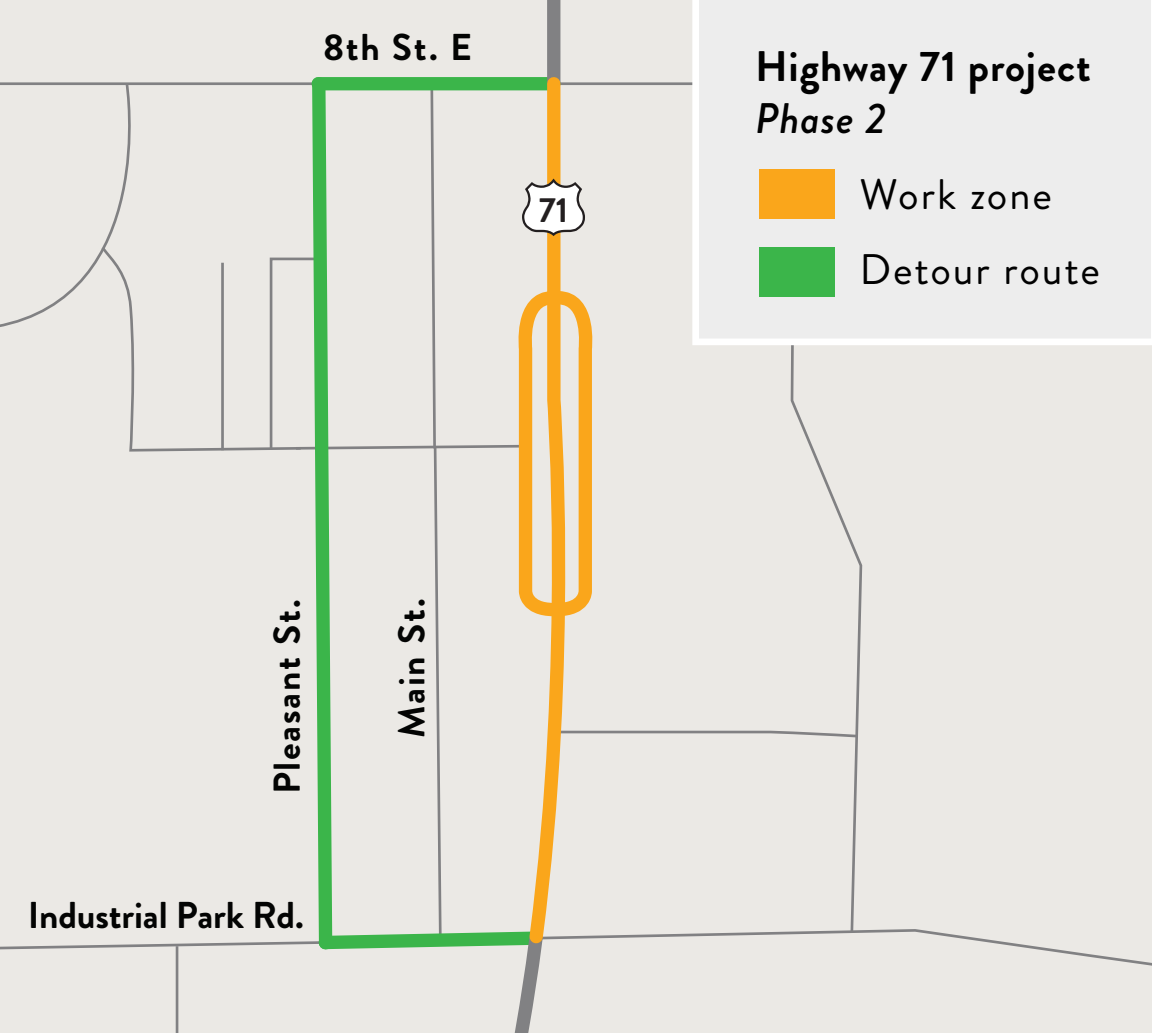 8th St. E
Highway 71 project
Phase 2
Work zone
Detour route
71
Pleasant St.
Main St.
Industrial Park Rd.